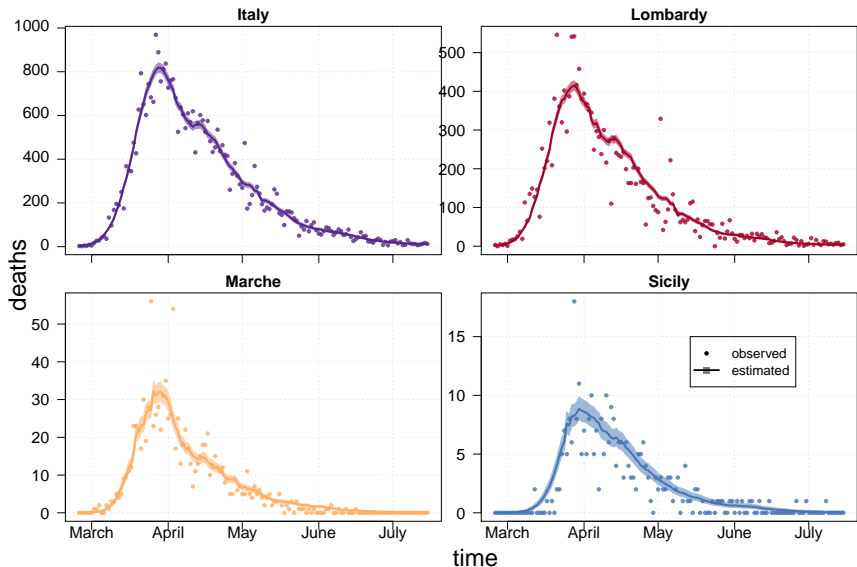 Italy
Lombardy
1000
800
600
400
200
0
500
400
300
200
100
0
deaths
Marche
Sicily
50
40
30
20
10
0
15
10
5
0
observed
estimated
March
April
May
June
July
March
April
May
June
July
time